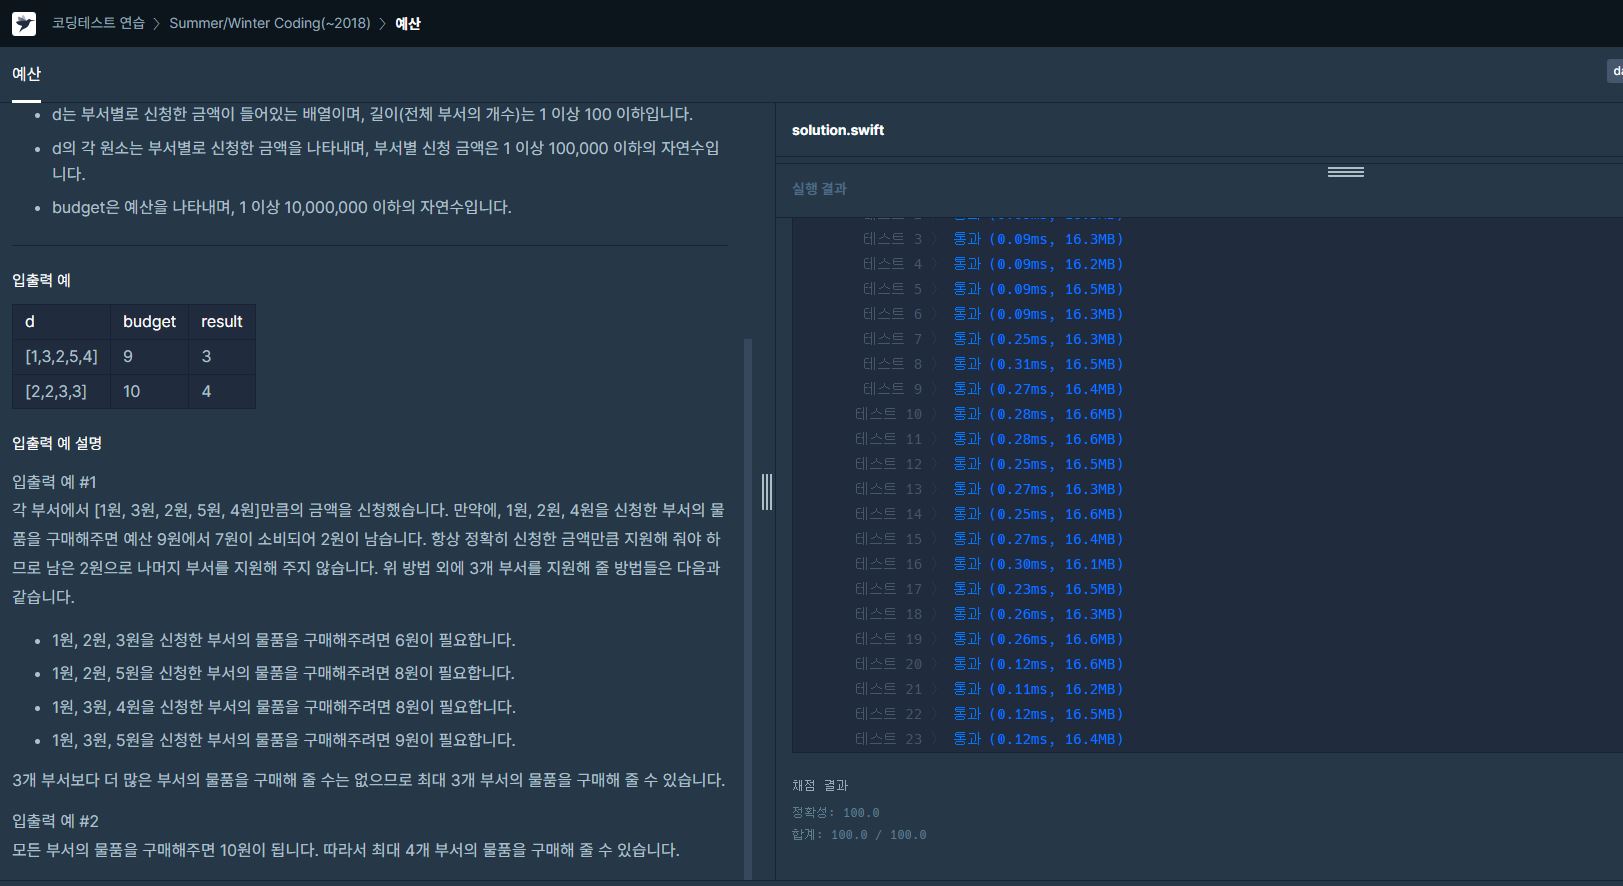 코딩테스트 연습 > Summer/Winter Coding(~2018) > 예산
예산
• d는 부서별로 신청한 금액이 들어있는 배열이며, 길이(전체 부서의 개수)는 1 이상 100 이하입니다.
• d의 각 원소는 부서별로 신청한 금액을 나타내며, 부서별 신청 금액은 1 이상 100,000 이하의 자연수입
니다.
• budget은 예산을 나타내며, 1 이상 10,000,000 이하의 자연수입니다.
입출력 예
d budget result
[1,3,2,5,4] 9 3
[2,2,3,3] 10 4
입출력 예 설명
입출력 예 #1
각 부서에서 [1원, 3원, 2원, 5원, 4원]만큼의 금액을 신청했습니다. 만약에, 1원, 2원, 4원을 신청한 부서의 물
품을 구매해주면 예산 9원에서 7원이 소비되어 2원이 남습니다. 항상 정확히 신청한 금액만큼 지원해 줘야 하
므로 남은 2원으로 나머지 부서를 지원해 주지 않습니다. 위 방법 외에 3개 부서를 지원해 줄 방법들은 다음과
같습니다.
• 1원, 2원, 3원을 신청한 부서의 물품을 구매해주려면 6원이 필요합니다.
• 1원, 2원, 5원을 신청한 부서의 물품을 구매해주려면 8원이 필요합니다.
• 1원, 3원, 4원을 신청한 부서의 물품을 구매해주려면 8원이 필요합니다.
• 1원, 3원, 5원을 신청한 부서의 물품을 구매해주려면 9원이 필요합니다.
3개 부서보다 더 많은 부서의 물품을 구매해 줄 수는 없으므로 최대 3개 부서의 물품을 구매해 줄 수 있습니다.
입출력 예 #2
모든 부서의 물품을 구매해주면 10원이 됩니다. 따라서 최대 4개 부서의 물품을 구매해 줄 수 있습니다.
solution.swift
실행 결과
테스트 3 > 통과 (0.09ms, 16.3MB)
테스트 4 > 통과 (0.09ms, 16.2MB)
테스트 5 > 통과 (0.09ms, 16.5MB)
테스트 6 > 통과 (0.09ms, 16.3MB)
테스트 7 > 통과 (0.25ms, 16.3MB)
테스트 8 > 통과 (0.31ms, 16.5MB)
테스트 9 > 통과 (0.27ms, 16.4MB)
테스트 10 > 통과 (0.28ms, 16.6MB)
테스트 11 > 통과 (0.28ms, 16.6MB)
테스트 12 > 통과 (0.25ms, 16.5MB)
테스트 13 > 통과 (0.27ms, 16.3MB)
테스트 14 > 통과 (0.25ms, 16.6MB)
테스트 15 > 통과 (0.27ms, 16.4MB)
테스트 16 > 통과 (0.30ms, 16.1MB)
테스트 17 > 통과 (0.23ms, 16.5MB)
테스트 18 > 통과 (0.26ms, 16.3MB)
테스트 19 > 통과 (0.26ms, 16.6MB)
테스트 20 > 통과 (0.12ms, 16.6MB)
테스트 21 > 통과 (0.11ms, 16.2MB)
테스트 22 > 통과 (0.12ms, 16.5MB)
테스트 23 > 통과 (0.12ms, 16.4MB)
채점 결과
정확성: 100.0
합계: 100.0 / 100.0